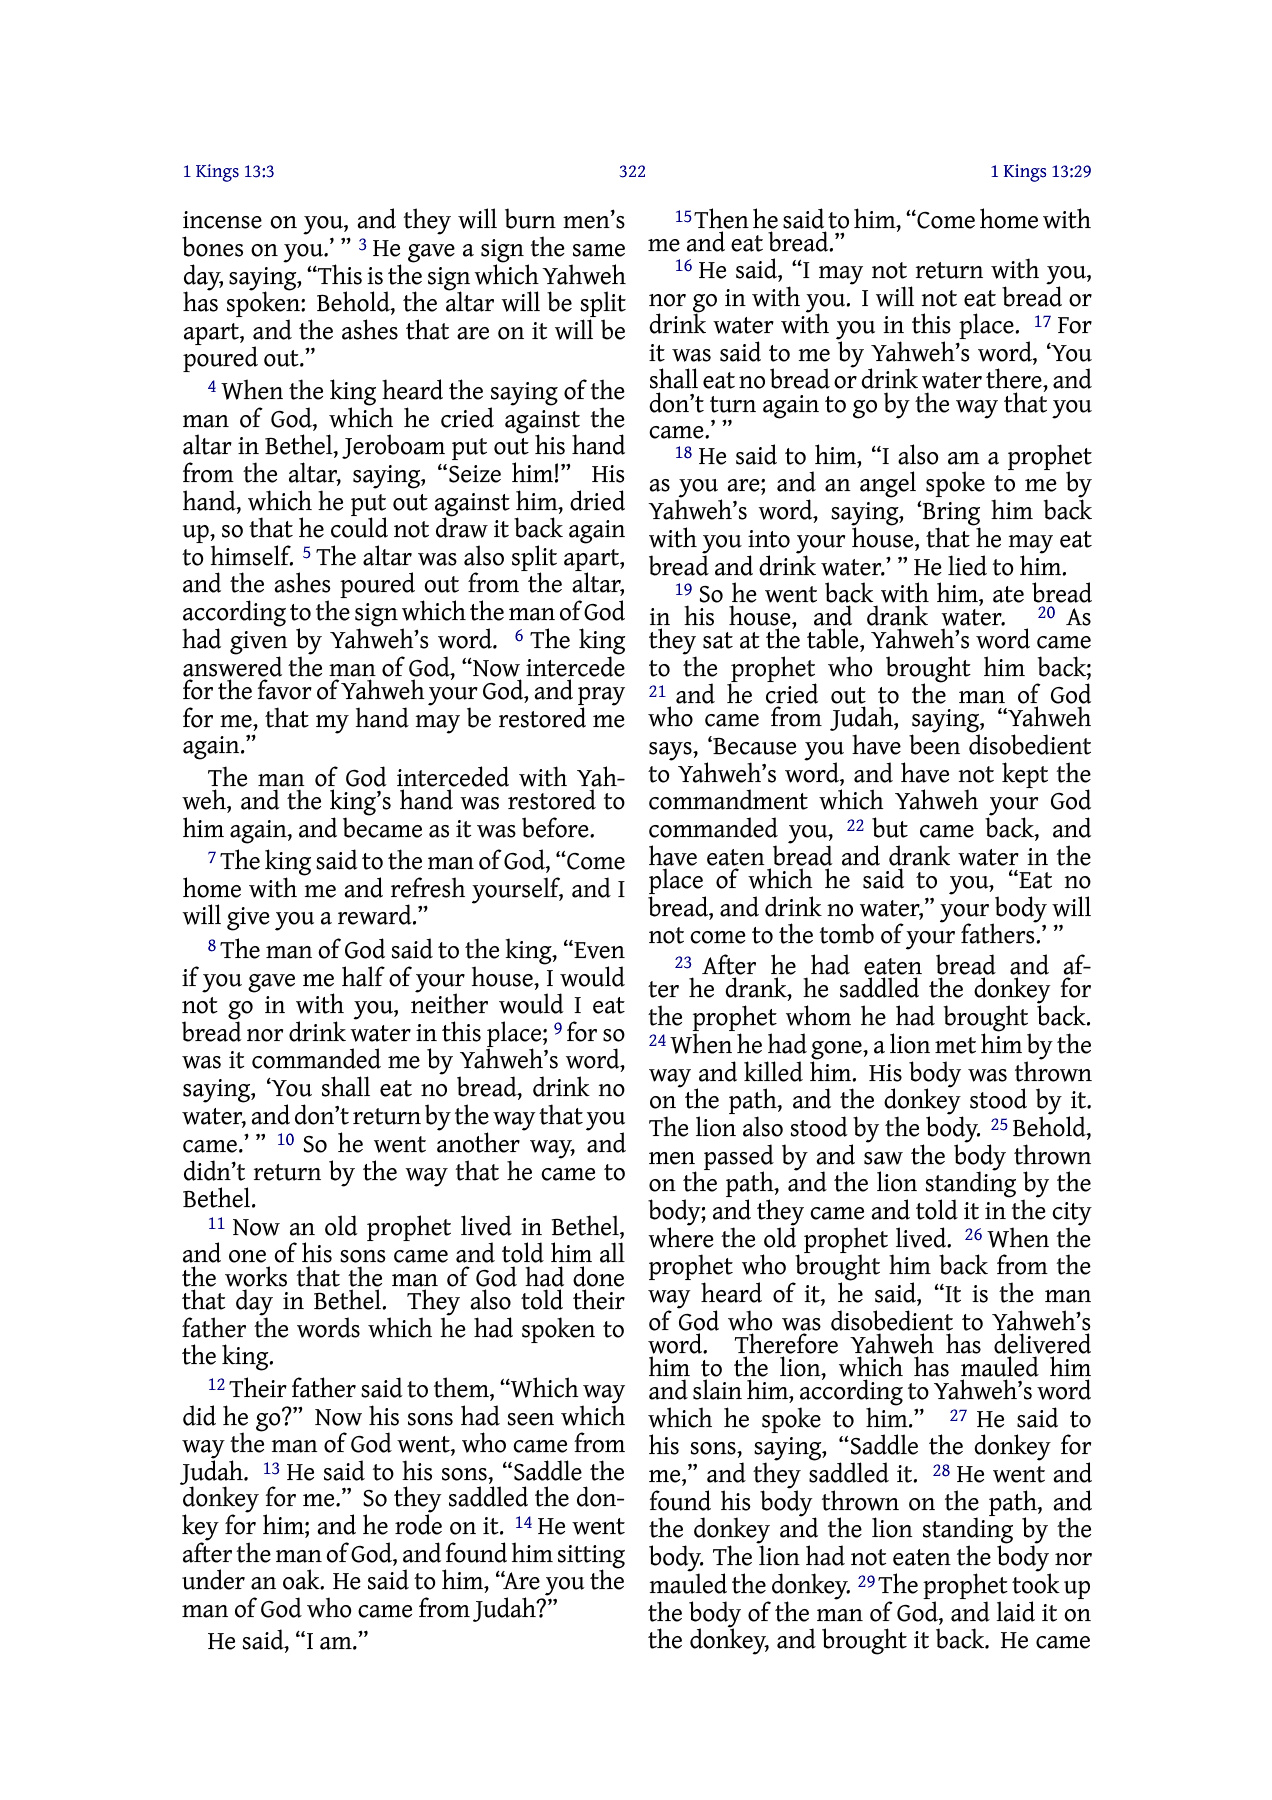 1 Kings 13:3 322 1 Kings 13:29
incense on you, and they will burn men’s
bones on you.’ ” 3 He gave a sign the same
day, saying, “This is the sign which Yahweh
has spoken: Behold, the altar will be split
apart, and the ashes that are on it will be
poured out.”
4 When the king heard the saying of the
man of God, which he cried against the
altar in Bethel, Jeroboam put out his hand
from the altar, saying, “Seize him!” His
hand, which he put out against him, dried
up, so that he could not draw it back again
to himself. 5 The altar was also split apart,
and the ashes poured out from the altar,
according to the sign which the man of God
had given by Yahweh’s word. 6 The king
answered the man of God, “Now intercede
for the favor of Yahweh your God, and pray
for me, that my hand may be restored me
again.”
The man of God interceded with Yah-
weh, and the king’s hand was restored to
him again, and became as it was before.
7 The king said to the man of God, “Come
home with me and refresh yourself, and I
will give you a reward.”
8 The man of God said to the king, “Even
if you gave me half of your house, I would
not go in with you, neither would I eat
bread nor drink water in this place; 9 for so
was it commanded me by Yahweh’s word,
saying, ‘You shall eat no bread, drink no
water, and don’t return by the way that you
came.’ ” 10 So he went another way, and
didn’t return by the way that he came to
Bethel.
11 Now an old prophet lived in Bethel,
and one of his sons came and told him all
the works that the man of God had done
that day in Bethel. They also told their
father the words which he had spoken to
the king.
12 Their father said to them, “Which way
did he go?” Now his sons had seen which
way the man of God went, who came from
Judah. 13 He said to his sons, “Saddle the
donkey for me.” So they saddled the don-
key for him; and he rode on it. 14 He went
after the man of God, and found him sitting
under an oak. He said to him, “Are you the
man of God who came from Judah?”
He said, “I am.”
15 Then he said to him, “Come home with
me and eat bread.”
16 He said, “I may not return with you,
nor go in with you. I will not eat bread or
drink water with you in this place. 17 For
it was said to me by Yahweh’s word, ‘You
shall eat no bread or drink water there, and
don’t turn again to go by the way that you
came.’ ”
18 He said to him, “I also am a prophet
as you are; and an angel spoke to me by
Yahweh’s word, saying, ‘Bring him back
with you into your house, that he may eat
bread and drink water.’ ” He lied to him.
19 So he went back with him, ate bread
in his house, and drank water. 20 As
they sat at the table, Yahweh’s word came
to the prophet who brought him back;
21 and he cried out to the man of God
who came from Judah, saying, “Yahweh
says, ‘Because you have been disobedient
to Yahweh’s word, and have not kept the
commandment which Yahweh your God
commanded you, 22 but came back, and
have eaten bread and drank water in the
place of which he said to you, “Eat no
bread, and drink no water,” your body will
not come to the tomb of your fathers.’ ”
23 After he had eaten bread and af-
ter he drank, he saddled the donkey for
the prophet whom he had brought back.
24 When he had gone, a lion met him by the
way and killed him. His body was thrown
on the path, and the donkey stood by it.
The lion also stood by the body. 25 Behold,
men passed by and saw the body thrown
on the path, and the lion standing by the
body; and they came and told it in the city
where the old prophet lived. 26 When the
prophet who brought him back from the
way heard of it, he said, “It is the man
of God who was disobedient to Yahweh’s
word. Therefore Yahweh has delivered
him to the lion, which has mauled him
and slain him, according to Yahweh’s word
which he spoke to him.” 27 He said to
his sons, saying, “Saddle the donkey for
me,” and they saddled it. 28 He went and
found his body thrown on the path, and
the donkey and the lion standing by the
body. The lion had not eaten the body nor
mauled the donkey. 29 The prophet took up
the body of the man of God, and laid it on
the donkey, and brought it back. He came